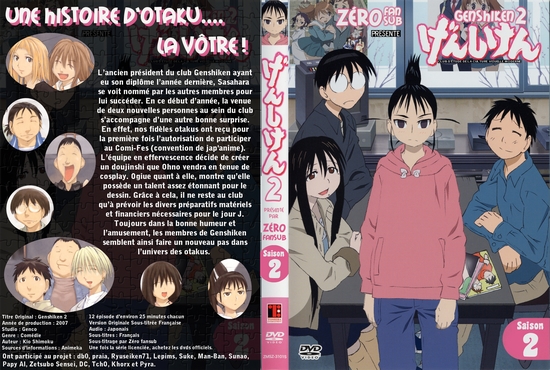 UNE HISTOIRE D'OTAKU....
PRÉSENTE
LA VÔTRE !
L'ancien président du club Genshiken ayant
eu son diplôme l'année dernière, Sasahara
se voit nommé par les autres membres pour
lui succéder. En ce début d'année, la venue
de deux nouvelles personnes au sein du club
s'accompagne d'une autre bonne surprise.
En effet, nos fidèles otakus ont reçu pour
la première fois l'autorisation de participer
au Comi-Fes (convention de jap'anime).
L'équipe en effervescence décide de créer
un doujinshi que Ohno vendra en tenue de
cosplay. Ogiue quant à elle, montre qu'elle
possède un talent assez étonnant pour le
dessin. Grâce à cela, il ne reste au club
qu'à prévoir les divers préparatifs matériels
et financiers nécessaires pour le jour J.
Toujours dans la bonne humeur et
l'amusement, les membres de Genshiken
semblent ainsi faire un nouveau pas dans
l'univers des otakus.
Titre Original : Genshiken 2
Année de production : 2007
Studio : Genco
Genre : Comédie
Auteur : Kio Shimoku
Sources d'informations : Animeka
12 épisode d'environ 25 minutes chacun
Version Originale Sous-titrée Française
Audio : Japonais
Sous-titres : Français
Sous-titrage par Zéro fansub
Une fois la série licenciée, achetez les dvds officiels.
Ont participé au projet : db0, praia, Ryuseiken71, Lepims, Suke, Man-Ban, Sunao,
Papy Al, Zetsubo Sensei, DC, TchO, Khorx et Pyra.
Saison
2
げんしけん
2
PRÉSENTÉ
PAR
ZÉRO
FANSUB
Saison
2
DVD
ZÉRO FAN
SUB
PRÉSENTE
GENSHIKEN 2
げんしけん
DVD
VIDEO
Saison
2